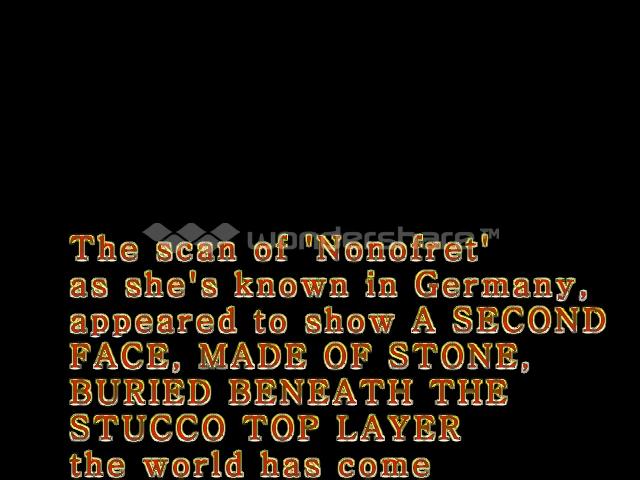 wondershare™
The scan of 'Nonofret'
as she's known in Germany,
appeared to show A SECOND
FACE, MADE OF STONE,
BURIED BENEATH THE
STUCCO TOP LAYER
the world has come